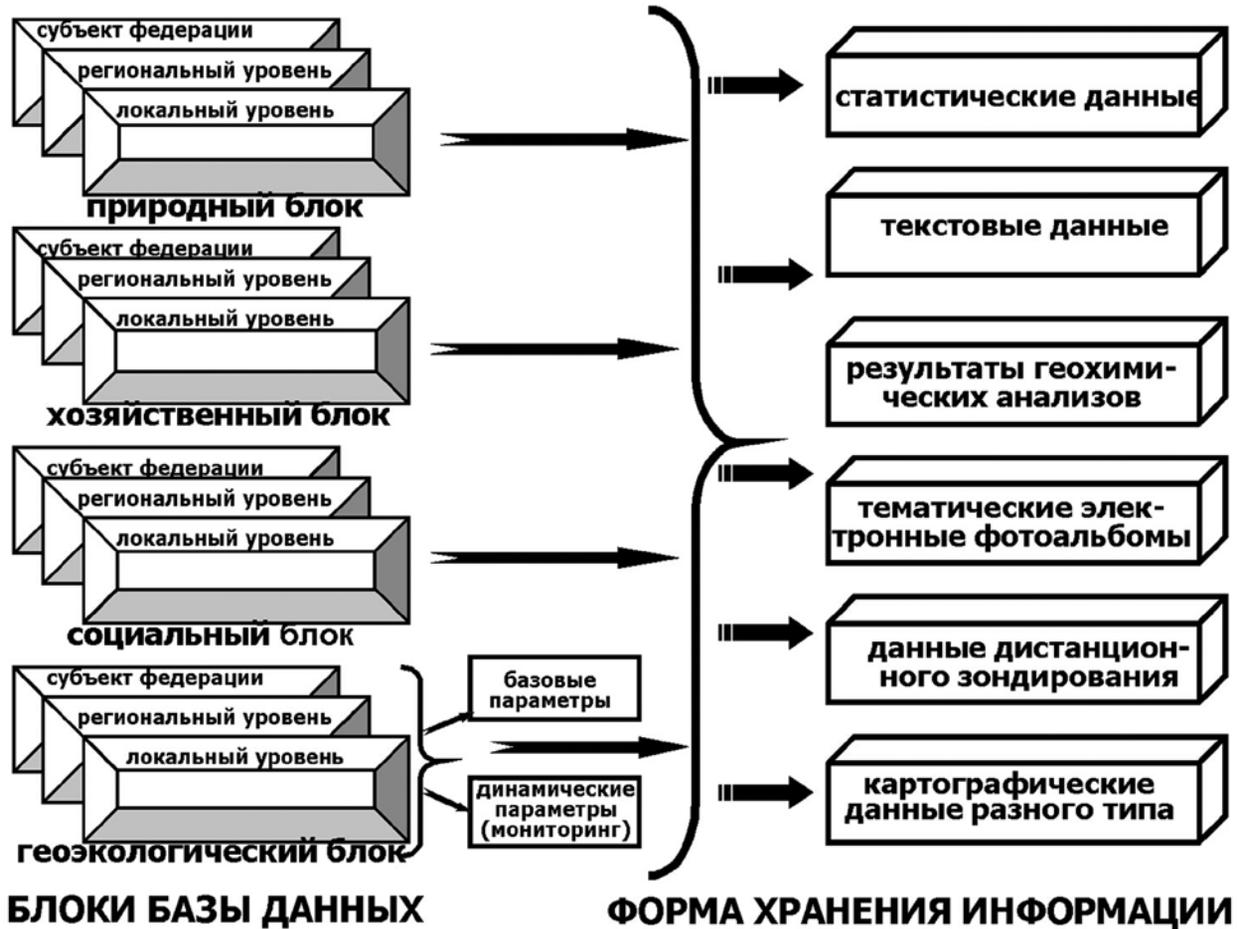 субъект федерации
региональный уровень
локальный уровень
природный блок
субъект федерации
региональный уровень
локальный уровень
хозяйственный блок
субъект федерации
региональный уровень
локальный уровень
социальный блок
субъект федерации
региональный уровень
локальный уровень
геоэкологический блок
базовые
параметры
динамические
параметры
(мониторинг)
БЛОКИ БАЗЫ ДАННЫХ
статистические данные
текстовые данные
результаты геохими-
ческих анализов
тематические элек-
тронные фотоальбомы
данные дистанцион-
ного зондирования
картографические
данные разного типа
ФОРМА ХРАНЕНИЯ ИНФОРМАЦИИ